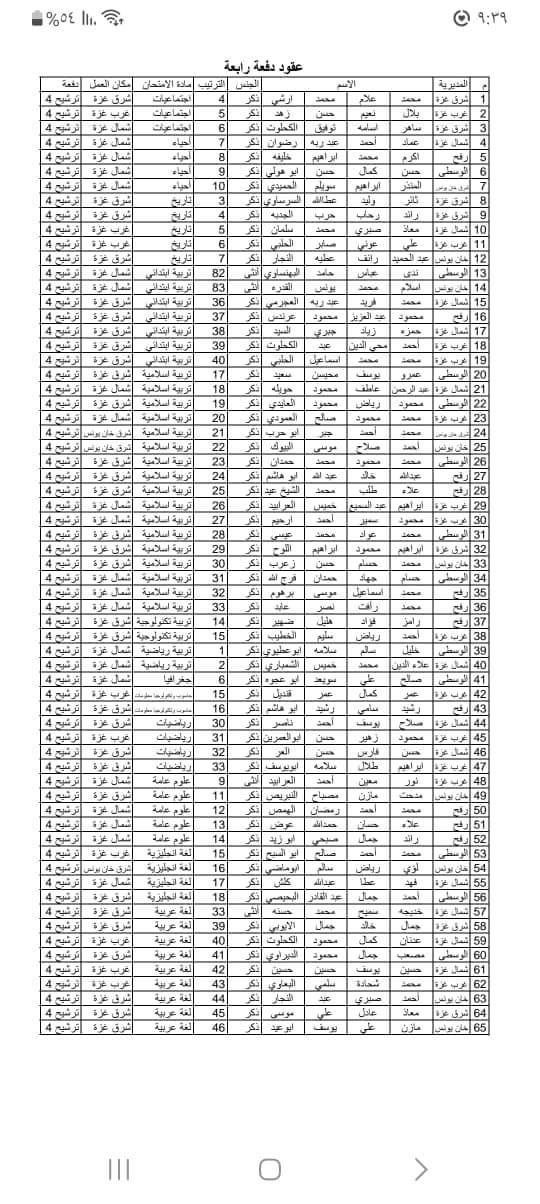 ٩:٣٩
%٥٤
عقود دفعة رابعة
م المديرية الاسم الجنس الترتيب مادة الامتحان مكان العمل دفعة
1 شرق غزة محمد علام محمد ارشي ذكر 4 اجتماعيات شرق غزة ترشيح 4
2 غرب غزة بلال نعيم حسن زهد ذكر 5 اجتماعيات غرب غزة ترشيح 4
3 شرق غزة ساهر اسامه توفيق الكحلوت ذكر 6 اجتماعيات شمال غزة ترشيح 4
4 شمال غزة عماد أحمد عبد ربه رضوان ذكر 7 أحياء شمال غزة ترشيح 4
5 رفح اكرم محمد ابراهيم خليفه ذكر 8 أحياء شمال غزة ترشيح 4
6 الوسطى حسن كمال حسن ابو هولي ذكر 9 أحياء شمال غزة ترشيح 4
7 شرق خان يونس المنذر ابراهيم سويلم الحميدي ذكر 10 أحياء شمال غزة ترشيح 4
8 شرق غزة ثائر وليد عطاالله السرساوي ذكر 3 تاريخ شرق غزة ترشيح 4
9 شرق غزة رائد رحاب حرب الجدبه ذكر 4 تاريخ شرق غزة ترشيح 4
10 شمال غزة معاذ صبري محمد سلمان ذكر 5 تاريخ غرب غزة ترشيح 4
11 غرب غزة علي عوني صابر الحلبي ذكر 6 تاريخ غرب غزة ترشيح 4
12 خان يونس عبد الحميد رائف عطيه النجار ذكر 7 تاريخ شرق غزة ترشيح 4
13 الوسطى ندى عباس حامد البهنساوي أنثى 82 تربية ابتدائي شمال غزة ترشيح 4
14 خان يونس اسلام محمد يونس القدره أنثى 83 تربية ابتدائي شمال غزة ترشيح 4
15 شمال غزة محمد فريد عبد ربه العجرمي ذكر 36 تربية ابتدائي شرق غزة ترشيح 4
16 رفح محمود عبد العزيز محمود عرندس ذكر 37 تربية ابتدائي شرق غزة ترشيح 4
17 شمال غزة حمزه زياد جبري السيد ذكر 38 تربية ابتدائي شرق غزة ترشيح 4
18 غرب غزة أحمد محي الدين عبد الكحلوت ذكر 39 تربية ابتدائي شرق غزة ترشيح 4
19 غرب غزة محمد محمد اسماعيل الحلبي ذكر 40 تربية ابتدائي شرق غزة ترشيح 4
20 الوسطى عمرو يوسف محيسن سعيد ذكر 17 تربية اسلامية شمال غزة ترشيح 4
21 شمال غزة عبد الرحمن عاطف محمود حويله ذكر 18 تربية اسلامية شمال غزة ترشيح 4
22 الوسطى محمود رياض محمود العايدي ذكر 19 تربية اسلامية شرق غزة ترشيح 4
23 غرب غزة محمد محمود صالح العمودي ذكر 20 تربية اسلامية شمال غزة ترشيح 4
24 شرق خان يونس محمد أحمد جبر ابو حرب ذكر 21 تربية اسلامية شرق خان يونس ترشيح 4
25 خان يونس أحمد صلاح موسى البيوك ذكر 22 تربية اسلامية شرق خان يونس ترشيح 4
26 الوسطى محمد محمود محمد حمدان ذكر 23 تربية اسلامية شرق غزة ترشيح 4
27 رفح عبدالله خالد عبد الله ابو هاشم ذكر 24 تربية اسلامية شرق غزة ترشيح 4
28 رفح علاء طلب محمد الشيخ عيد ذكر 25 تربية اسلامية شرق غزة ترشيح 4
29 غرب غزة ابراهيم عبد السميع خميس العرابيد ذكر 26 تربية اسلامية شمال غزة ترشيح 4
30 غرب غزة محمود سمير أحمد ارحيم ذكر 27 تربية اسلامية شمال غزة ترشيح 4
31 الوسطى محمد عواد محمد عيسى ذكر 28 تربية اسلامية شرق غزة ترشيح 4
32 شرق غزة ابراهيم محمود ابراهيم اللوح ذكر 29 تربية اسلامية شرق غزة ترشيح 4
33 خان يونس محمد حسام حسن زعرب ذكر 30 تربية اسلامية شرق غزة ترشيح 4
34 الوسطى حسام جهاد حمدان فرج الله ذكر 31 تربية اسلامية شمال غزة ترشيح 4
35 رفح محمد اسماعيل موسى برهوم ذكر 32 تربية اسلامية شمال غزة ترشيح 4
36 رفح محمد رأفت نصر عابد ذكر 33 تربية اسلامية شمال غزة ترشيح 4
37 رفح رامز فؤاد هليل ضهير ذكر 14 تربية تكنولوجية شرق غزة ترشيح 4
38 غرب غزة أحمد رياض سليم الخطيب ذكر 15 تربية تكنولوجية شرق غزة ترشيح 4
39 الوسطى خليل سالم سلامه ابوعطيوي ذكر 1 تربية رياضية شمال غزة ترشيح 4
40 شمال غزة علاء الدين محمد خميس الشمباري ذكر 2 تربية رياضية شمال غزة ترشيح 4
41 الوسطى صالح علي سويعد ابو عجوه ذكر 6 جغرافيا شمال غزة ترشيح 4
42 غرب غزة عمر كمال عمر قنديل ذكر 15 حاسوب وتكنولوجيا معلومات غرب غزة ترشيح 4
43 رفح رشيد سامي رشيد ابو هاشم ذكر 16 حاسوب وتكنولوجيا معلومات شرق غزة ترشيح 4
44 شمال غزة صلاح يوسف أحمد ناصر ذكر 30 رياضيات شرق غزة ترشيح 4
45 غرب غزة محمود زهير حسن ابوالعمرين ذكر 31 رياضيات غرب غزة ترشيح 4
46 شمال غزة حسن فارس حسن العر ذكر 32 رياضيات شرق غزة ترشيح 4
47 غرب غزة ابراهيم طلال سلامه ابويوسف ذكر 33 رياضيات شرق غزة ترشيح 4
48 غرب غزة نور معين أحمد العرابيد أنثى 9 علوم عامة شمال غزة ترشيح 4
49 خان يونس مدحت مازن مصباح النبريص ذكر 11 علوم عامة شرق غزة ترشيح 4
50 رفح محمد أحمد رمضان الهمص ذكر 12 علوم عامة شمال غزة ترشيح 4
51 رفح علاء حسان حمدالله عوض ذكر 13 علوم عامة شمال غزة ترشيح 4
52 رفح رائد جمال صبحي ابو زيد ذكر 14 علوم عامة شمال غزة ترشيح 4
53 الوسطى محمد أحمد صالح ابو السبح ذكر 15 لغة انجليزية غرب غزة ترشيح 4
54 خان يونس لؤي رياض سالم ابوماضي ذكر 16 لغة انجليزية شرق خان يونس ترشيح 4
55 شمال غزة فهد عطا عبدالله كلش ذكر 17 لغة انجليزية شمال غزة ترشيح 4
56 الوسطى أحمد جمال عبد القادر البحيصي ذكر 18 لغة انجليزية شرق غزة ترشيح 4
57 شمال غزة خديجه سميح محمد حسنه أنثى 33 لغة عربية شرق غزة ترشيح 4
58 شرق غزة جمال خالد جمال الايوبي ذكر 39 لغة عربية شرق غزة ترشيح 4
59 شمال غزة عدنان كمال محمود الكحلوت ذكر 40 لغة عربية غرب غزة ترشيح 4
60 الوسطى مصعب جمال محمود الديراوي ذكر 41 لغة عربية شرق غزة ترشيح 4
61 شمال غزة حسين يوسف حسين حسين ذكر 42 لغة عربية غرب غزة ترشيح 4
62 غرب غزة محمد شحادة سلمي البعاوي ذكر 43 لغة عربية غرب غزة ترشيح 4
63 خان يونس أحمد صبري عبد النجار ذكر 44 لغة عربية شرق غزة ترشيح 4
64 شرق غزة معاذ عادل علي موسى ذكر 45 لغة عربية شرق غزة ترشيح 4
65 خان يونس مازن علي يوسف ابوعيد ذكر 46 لغة عربية شرق غزة ترشيح 4